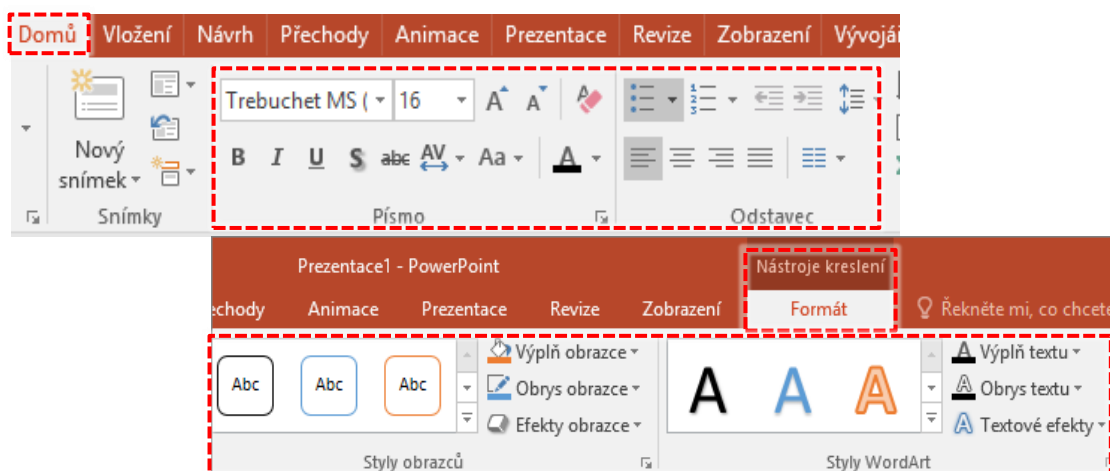 Domů Vložení Návrh Přechody Animace Prezentace Revize Zobrazení
Trebuchet MS ( 16 A A
Nový
snímek
B I U S abc AV Aa A
Snímky Písmo Odstavec
Prezentace1 - PowerPoint Nástroje kreslení
echody Animace Prezentace Revize Zobrazení Formát Řekněte mi, co chcete
Abc Abc Abc A A A
Výplň obrazce Výplň textu
Obrys obrazce Obrys textu
Efekty obrazce Textové efekty
Styly obrazců Styly WordArt